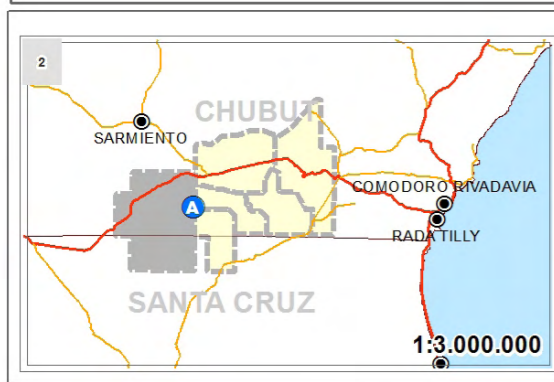 2
CHUBUT
SARMIENTO
COMODORO RIVADAVIA
A
RADA TILLY
SANTA CRUZ
1:3.000.000